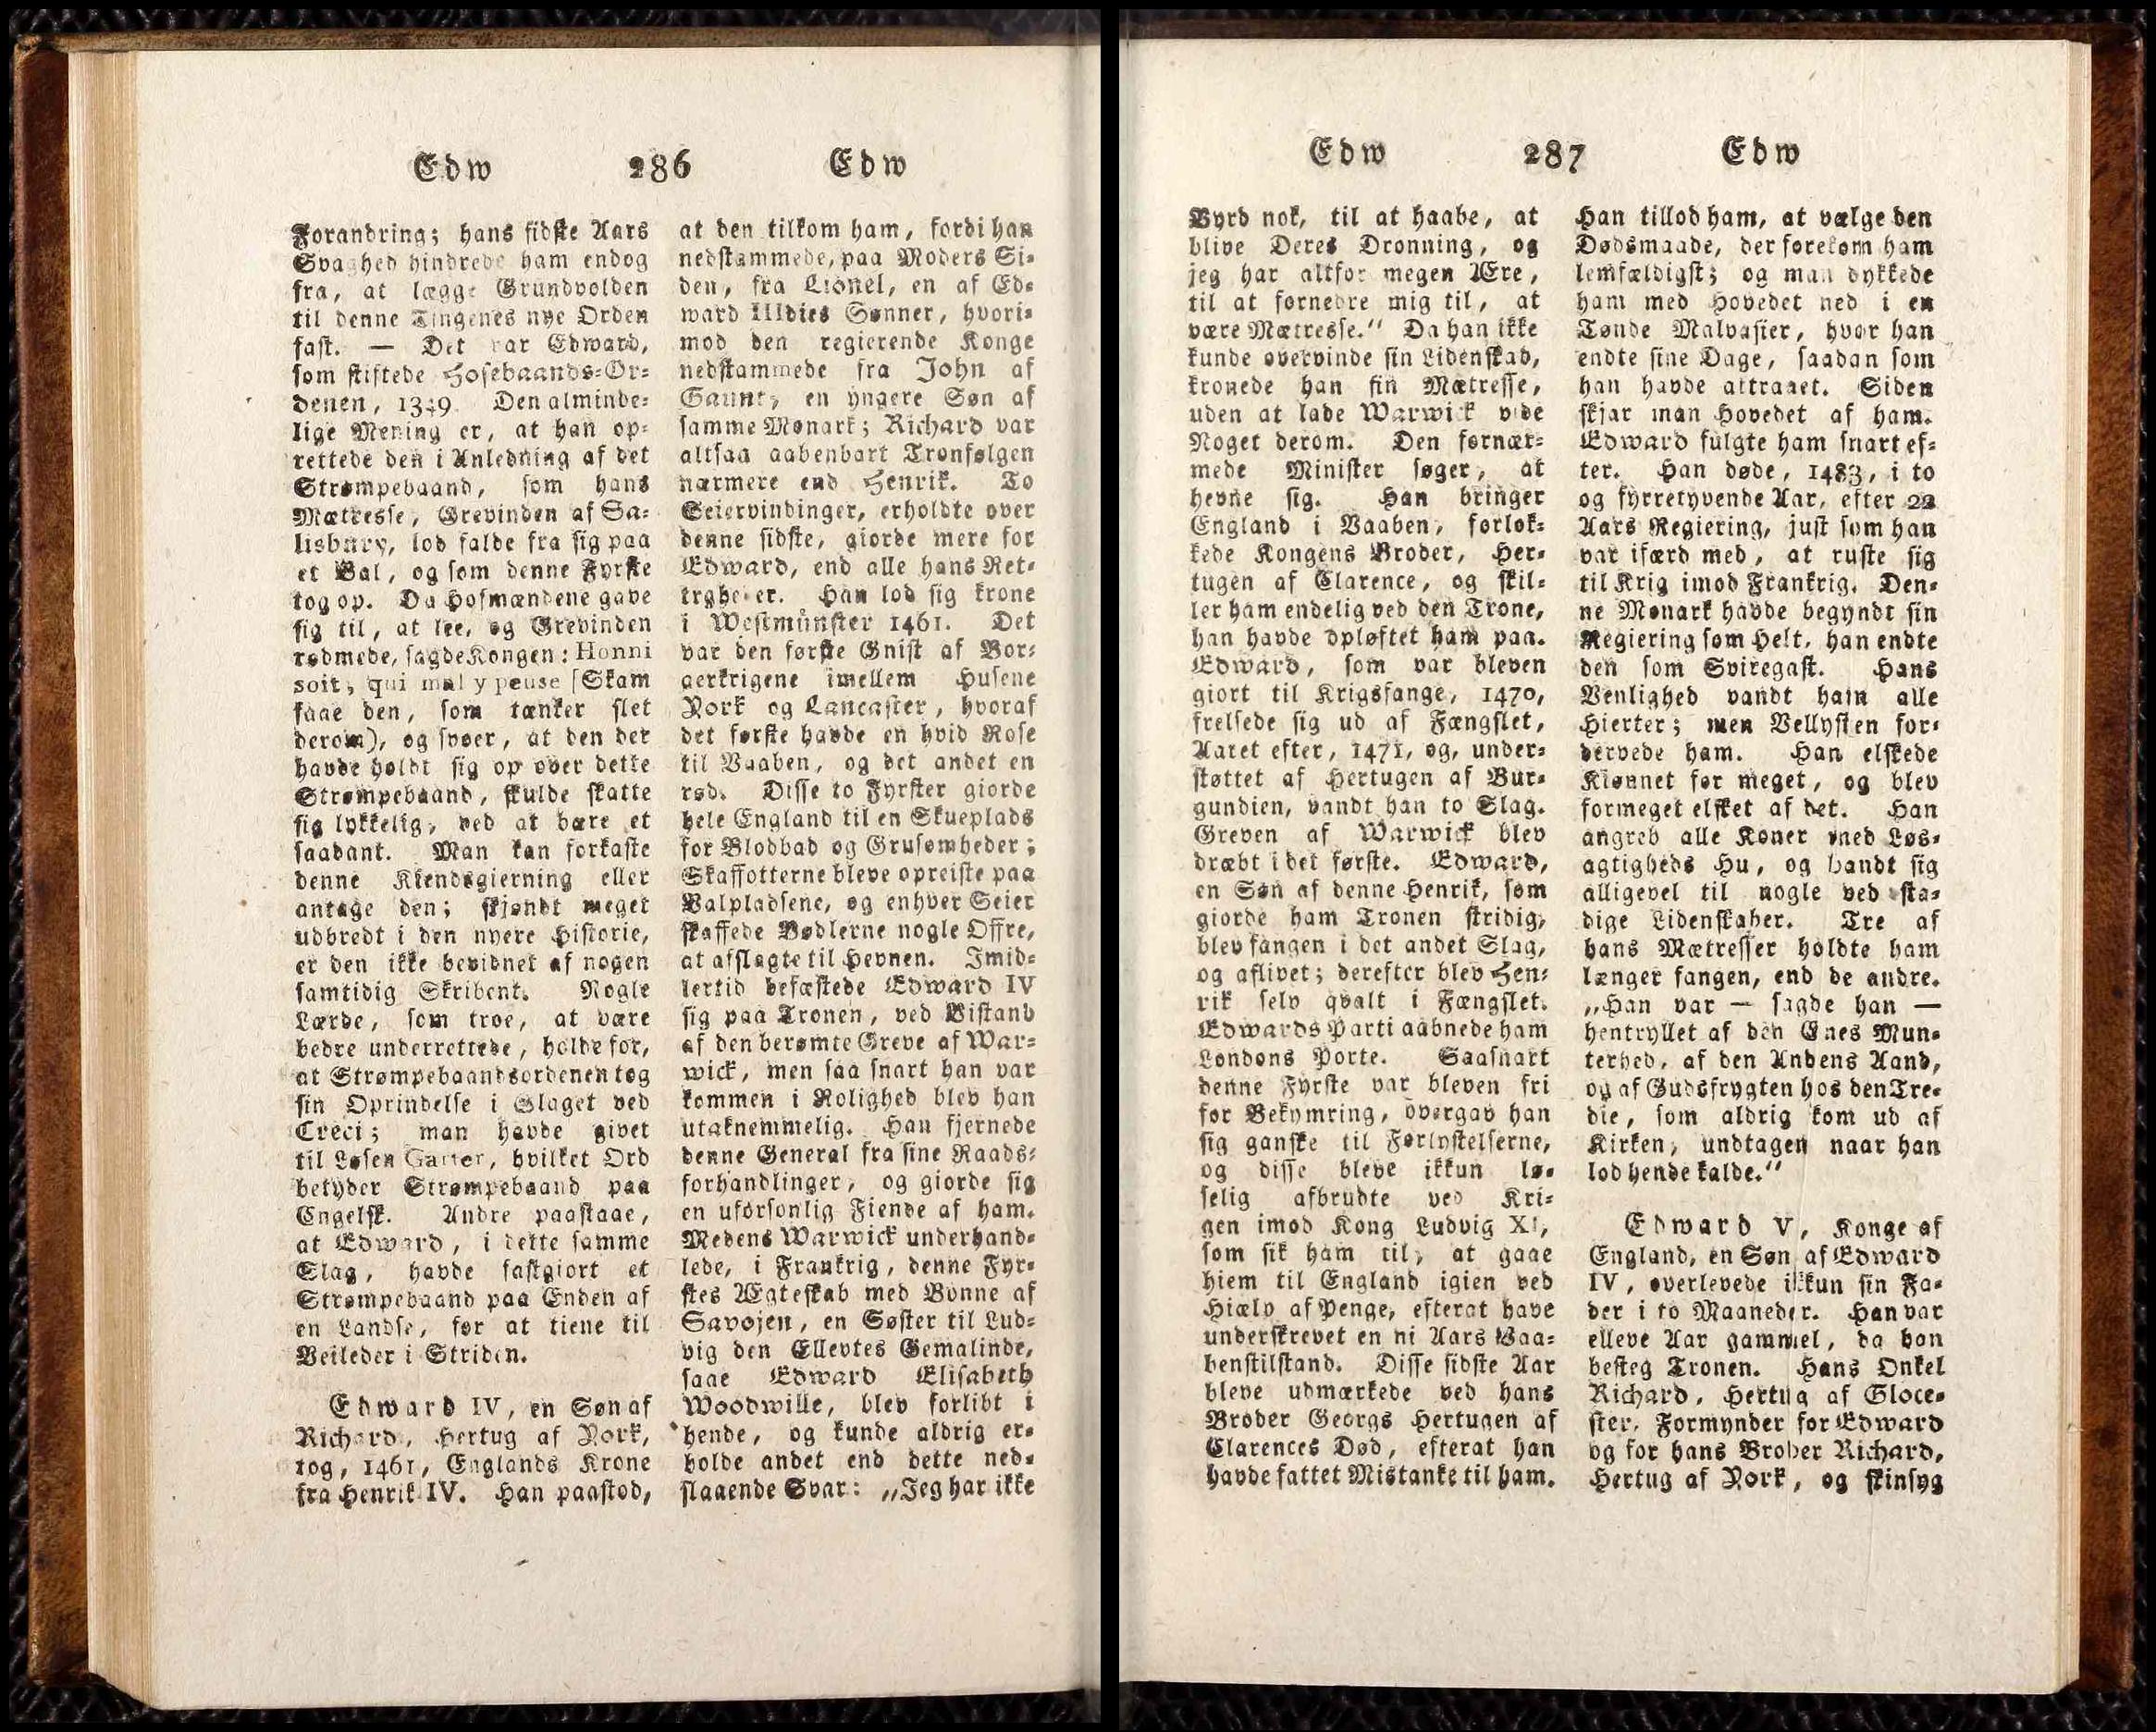 Edw 286 Edw
Forandring; hans sidste Aars
Svaghed hindrede ham endog
fra, at lægge Grundvolden
til denne Tingenes nye Orden
fast. — Det var Edward,
som stiftede Hosebaands-Or-
denen, 1349. Den alminde-
lige Mening er, at han op-
rettede den i Anledning af det
Strømpebaand, som hans
Mætresse, Grevinden af Sa-
lisbury, lod falde fra sig paa
et Bal, og som denne Fyrste
tog op. Da Hofmændene gave
sig til, at lee, og Grevinden
rødmede, sagde Kongen: Honni
soit, qui mal y pense [Skam
faae den, som tænker slet
derom), og svoer, at den der
havde holdt sig op over dette
Strømpebaand, skulde skatte
sig lykkelig, ved at bære et
saadant. Man kan forkaste
denne Kiendsgierning eller
antage den; skjøndt meget
udbredt i den nyere Historie,
er den ikke bevidnet af nogen
samtidig Skribent. Nogle
Lærde, som troe, at være
bedre underrettede, holde for,
at Strømpebaandsordenen tog
sin Oprindelse i Slaget ved
Creci; man havde givet
til Løsen Garter, hvilket Ord
betyder Strømpebaand paa
Engelsk. Andre paastaae,
at Edward, i dette samme
Slag, havde fastgiort et
Strømpebaand paa Enden af
en Landse, for at tiene til
Veileder i Striden.
Edward IV, en Søn af
Richard, Hertug af York,
tog, 1461, Englands Krone
fra Henrik IV. Han paastod,
at den tilkom ham, fordi han
nedstammede, paa Moders Si-
den, fra Lionel, en af Ed-
ward IIIdies Sønner, hvori-
mod den regierende Konge
nedstammede fra John af
Gaunt, en yngere Søn af
samme Monark; Richard var
altsaa aabenbart Tronfølgen
nærmere end Henrik. To
Seiervindinger, erholdte over
denne sidste, giorde mere for
Edward, end alle hans Ret-
tigheder. Han lod sig krone
i Westmünster 1461. Det
var den første Gnist af Bor-
gerkrigene imellem Husene
York og Lancaster, hvoraf
det første havde en hvid Rose
til Vaaben, og det andet en
rød. Disse to Fyrster giorde
hele England til en Skueplads
for Blodbad og Grusomheder;
Skaffotterne bleve opreiste paa
Valpladsene, og enhver Seier
skaffede Bødlerne nogle Offre,
at afslagte til Hevnen. Imid-
lertid befæstede Edward IV
sig paa Tronen, ved Bistand
af den berømte Greve af War-
wick, men saa snart han var
kommen i Rolighed blev han
utaknemmelig. Han fjernede
denne General fra sine Raads-
forhandlinger, og giorde sig
en uforsonlig Fiende af ham.
Medens Warwick underhand-
lede, i Frankrig, denne Fyr-
stes Ægteskab med Bonne af
Savojen, en Søster til Lud-
vig den Ellevtes Gemalinde,
saae Edward Elisabeth
Woodwille, blev forlibt i
hende, og kunde aldrig er-
holde andet end dette ned-
slaaende Svar: „Jeg har ikke
Edw 287 Edw
Byrd nok, til at haabe, at
blive Deres Dronning, og
jeg har altfor megen Ære,
til at fornedre mig til, at
være Mætresse.“ Da han ikke
kunde overvinde sin Lidenskab,
kronede han sin Mætresse,
uden at lade Warwick vide
Noget derom. Den fornær-
mede Minister søger, at
hevne sig. Han bringer
England i Vaaben, forlok-
kede Kongens Broder, Her-
tugen af Clarence, og skil-
ler ham endelig ved den Trone,
han havde opløftet ham paa.
Edward, som var bleven
giort til Krigsfange, 1470,
frelsede sig ud af Fængslet,
Aaret efter, 1471, og, under-
støttet af Hertugen af Bur-
gundien, vandt han to Slag.
Greven af Warwick blev
dræbt i det første. Edward,
en Søn af denne Henrik, som
giorde ham Tronen stridig,
blev fangen i det andet Slag,
og aflivet; derefter blev Hen-
rik selv qvalt i Fængslet.
Edwards Parti aabnede ham
Londons Porte. Saasnart
denne Fyrste var bleven fri
for Bekymring, overgav han
sig ganske til Forlystelserne,
og disse bleve ikkun lø-
selig afbrudte ved Kri-
gen imod Kong Ludvig XI,
som fik ham til, at gaae
hiem til England igien ved
Hiælp af Penge, efterat have
underskrevet en ni Aars Vaa-
benstilstand. Disse sidste Aar
bleve udmærkede ved hans
Broder Georgs Hertugen af
Clarences Død, efterat han
havde fattet Mistanke til ham.
Han tillod ham, at vælge den
Dødsmaade, der forekom ham
lemfældigst; og man dykkede
ham med Hovedet ned i en
Tønde Malvasier, hvor han
endte sine Dage, saadan som
han havde attraaet. Siden
skjar man Hovedet af ham.
Edward fulgte ham snart ef-
ter. Han døde, 1483, i to
og fyrretyvende Aar, efter 22
Aars Regiering, just som han
var ifærd med, at ruste sig
til Krig imod Frankrig. Den-
ne Monark havde begyndt sin
Regiering som Helt, han endte
den som Sviregast. Hans
Venlighed vandt ham alle
Hierter; men Vellysten for-
dervede ham. Han elskede
Kiønnet for meget, og blev
formeget elsket af det. Han
angreb alle Koner med Løs-
agtigheds Hu, og bandt sig
alligevel til nogle ved sta-
dige Lidenskaber. Tre af
hans Mætresser holdte ham
længer fangen, end de andre.
„Han var — sagde han —
hentryllet af den Enes Mun-
terhed, af den Andens Aand,
og af Gudsfrygten hos den Tre-
die, som aldrig kom ud af
Kirken, undtagen naar han
lod hende kalde.“
Edward V, Konge af
England, en Søn af Edward
IV, overlevede ikkun sin Fa-
der i to Maaneder. Han var
elleve Aar gammel, da han
besteg Tronen. Hans Onkel
Richard, Hertug af Gloce-
ster, Formynder for Edward
og for hans Broder Richard,
Hertug af York, og skinsyg